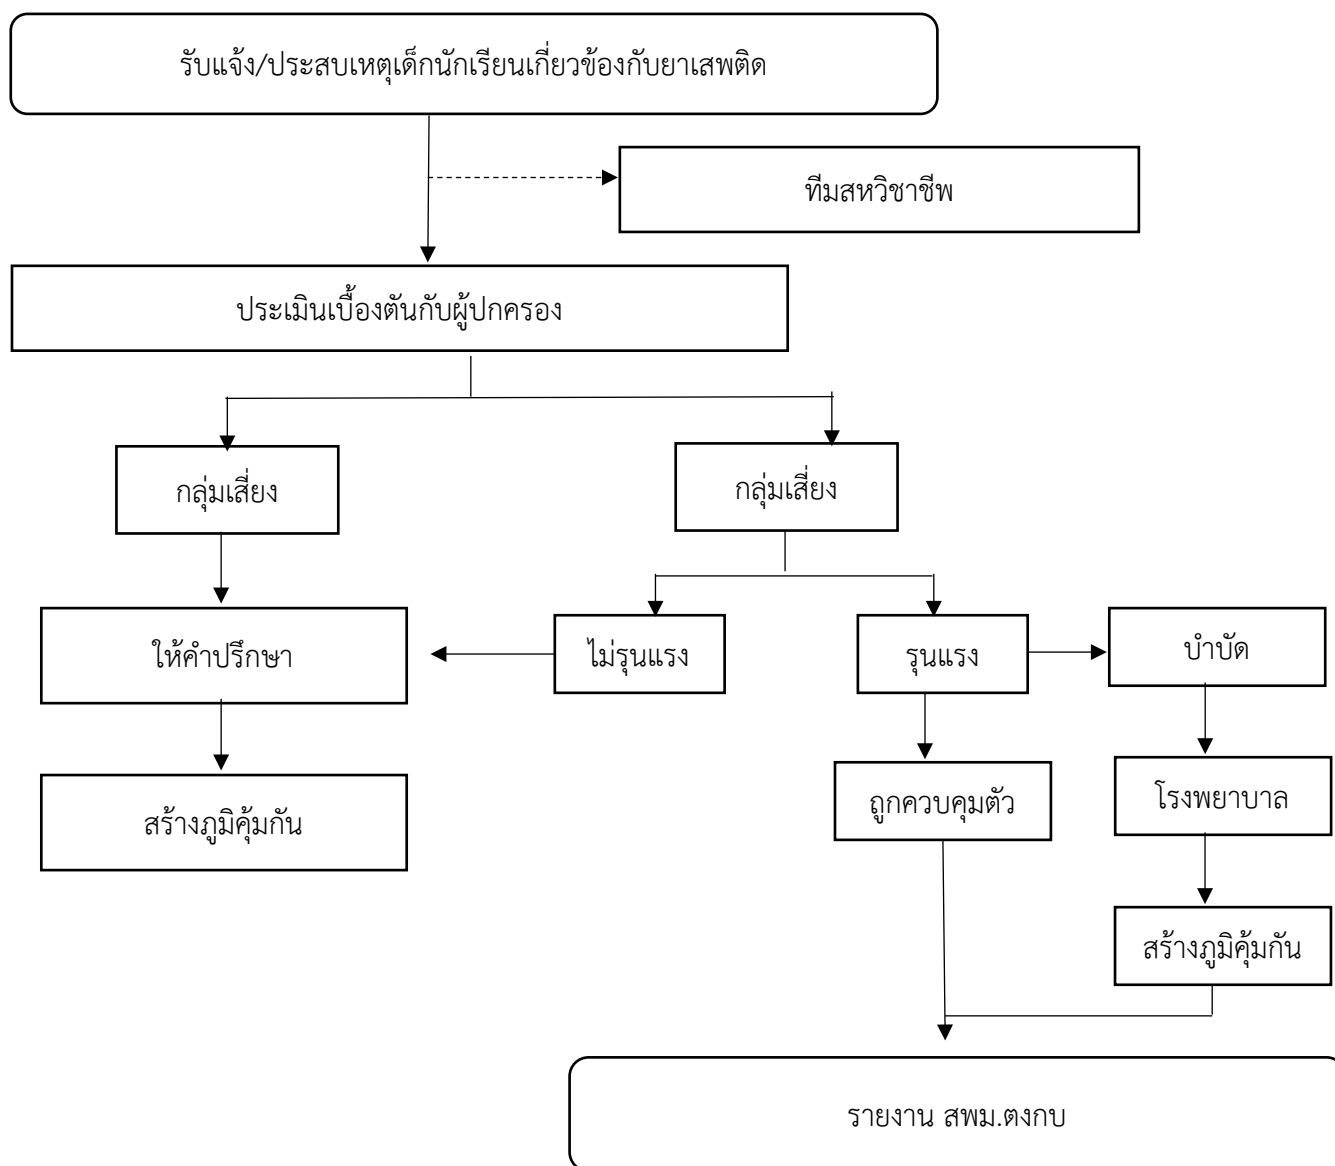 รับแจ้ง/ประสบเหตุเด็กนักเรียนเกี่ยวข้องกับยาเสพติด
ทีมสหวิชาชีพ
ประเมินเบื้องตันกับผู้ปกครอง
กลุ่มเสี่ยง
กลุ่มเสี่ยง
ให้คำปรึกษา
ไม่รุนแรง
รุนแรง
บำบัด
สร้างภูมิคุ้มกัน
ถูกควบคุมตัว
โรงพยาบาล
สร้างภูมิคุ้มกัน
รายงาน สพม.ตงกบ